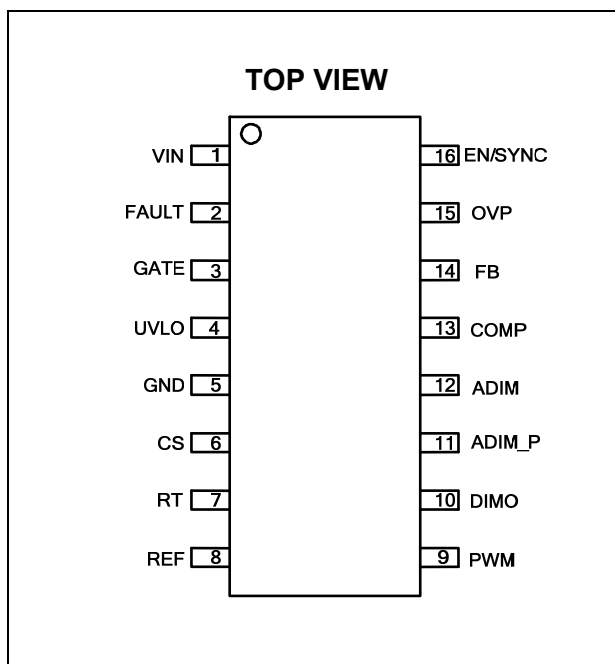 TOP VIEW
VIN 1 16 EN/SYNC
FAULT 2 15 OVP
GATE 3 14 FB
UVLO 4 13 COMP
GND 5 12 ADIM
CS 6 11 ADIM_P
RT 7 10 DIMO
REF 8 9 PWM